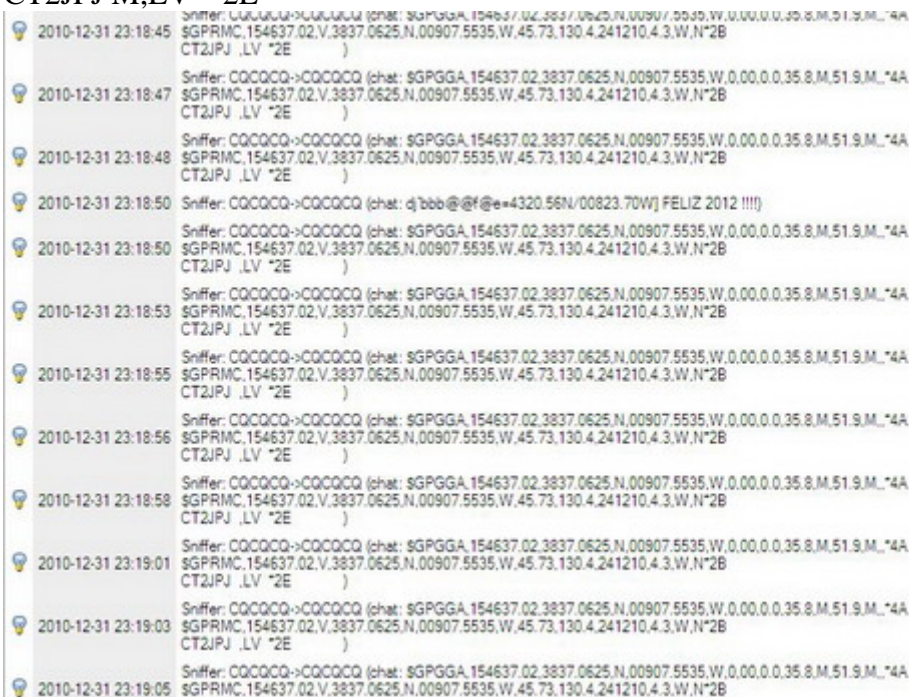 Sniffer: CQCQCQ->CQCQCQ (chat: $GPGGA,154637.02,3837.0625,N,00907.5535,W,0,00,0.0,35.8,M,51.9,M,,*4A
2010-12-31 23:18:45 $GPRMC,154637.02,V,3837.0625,N,00907.5535,W,45.73,130.4,241210,4.3,W,N*2B
CT2JPJ ,LV *2E )
Sniffer: CQCQCQ->CQCQCQ (chat: $GPGGA,154637.02,3837.0625,N,00907.5535,W,0,00,0.0,35.8,M,51.9,M,,*4A
2010-12-31 23:18:47 $GPRMC,154637.02,V,3837.0625,N,00907.5535,W,45.73,130.4,241210,4.3,W,N*2B
CT2JPJ ,LV *2E )
Sniffer: CQCQCQ->CQCQCQ (chat: $GPGGA,154637.02,3837.0625,N,00907.5535,W,0,00,0.0,35.8,M,51.9,M,,*4A
2010-12-31 23:18:48 $GPRMC,154637.02,V,3837.0625,N,00907.5535,W,45.73,130.4,241210,4.3,W,N*2B
CT2JPJ ,LV *2E )
2010-12-31 23:18:50 Sniffer: CQCQCQ->CQCQCQ (chat: dj'bbb@@f@e=4320.56N/00823.70W] FELIZ 2012 !!!!)
Sniffer: CQCQCQ->CQCQCQ (chat: $GPGGA,154637.02,3837.0625,N,00907.5535,W,0,00,0.0,35.8,M,51.9,M,,*4A
2010-12-31 23:18:50 $GPRMC,154637.02,V,3837.0625,N,00907.5535,W,45.73,130.4,241210,4.3,W,N*2B
CT2JPJ ,LV *2E )
Sniffer: CQCQCQ->CQCQCQ (chat: $GPGGA,154637.02,3837.0625,N,00907.5535,W,0,00,0.0,35.8,M,51.9,M,,*4A
2010-12-31 23:18:53 $GPRMC,154637.02,V,3837.0625,N,00907.5535,W,45.73,130.4,241210,4.3,W,N*2B
CT2JPJ ,LV *2E )
Sniffer: CQCQCQ->CQCQCQ (chat: $GPGGA,154637.02,3837.0625,N,00907.5535,W,0,00,0.0,35.8,M,51.9,M,,*4A
2010-12-31 23:18:55 $GPRMC,154637.02,V,3837.0625,N,00907.5535,W,45.73,130.4,241210,4.3,W,N*2B
CT2JPJ ,LV *2E )
Sniffer: CQCQCQ->CQCQCQ (chat: $GPGGA,154637.02,3837.0625,N,00907.5535,W,0,00,0.0,35.8,M,51.9,M,,*4A
2010-12-31 23:18:56 $GPRMC,154637.02,V,3837.0625,N,00907.5535,W,45.73,130.4,241210,4.3,W,N*2B
CT2JPJ ,LV *2E )
Sniffer: CQCQCQ->CQCQCQ (chat: $GPGGA,154637.02,3837.0625,N,00907.5535,W,0,00,0.0,35.8,M,51.9,M,,*4A
2010-12-31 23:18:58 $GPRMC,154637.02,V,3837.0625,N,00907.5535,W,45.73,130.4,241210,4.3,W,N*2B
CT2JPJ ,LV *2E )
Sniffer: CQCQCQ->CQCQCQ (chat: $GPGGA,154637.02,3837.0625,N,00907.5535,W,0,00,0.0,35.8,M,51.9,M,,*4A
2010-12-31 23:19:01 $GPRMC,154637.02,V,3837.0625,N,00907.5535,W,45.73,130.4,241210,4.3,W,N*2B
CT2JPJ ,LV *2E )
Sniffer: CQCQCQ->CQCQCQ (chat: $GPGGA,154637.02,3837.0625,N,00907.5535,W,0,00,0.0,35.8,M,51.9,M,,*4A
2010-12-31 23:19:03 $GPRMC,154637.02,V,3837.0625,N,00907.5535,W,45.73,130.4,241210,4.3,W,N*2B
CT2JPJ ,LV *2E )
Sniffer: CQCQCQ->CQCQCQ (chat: $GPGGA,154637.02,3837.0625,N,00907.5535,W,0,00,0.0,35.8,M,51.9,M,,*4A
2010-12-31 23:19:05 $GPRMC,154637.02,V,3837.0625,N,00907.5535,W,45.73,130.4,241210,4.3,W,N*2B